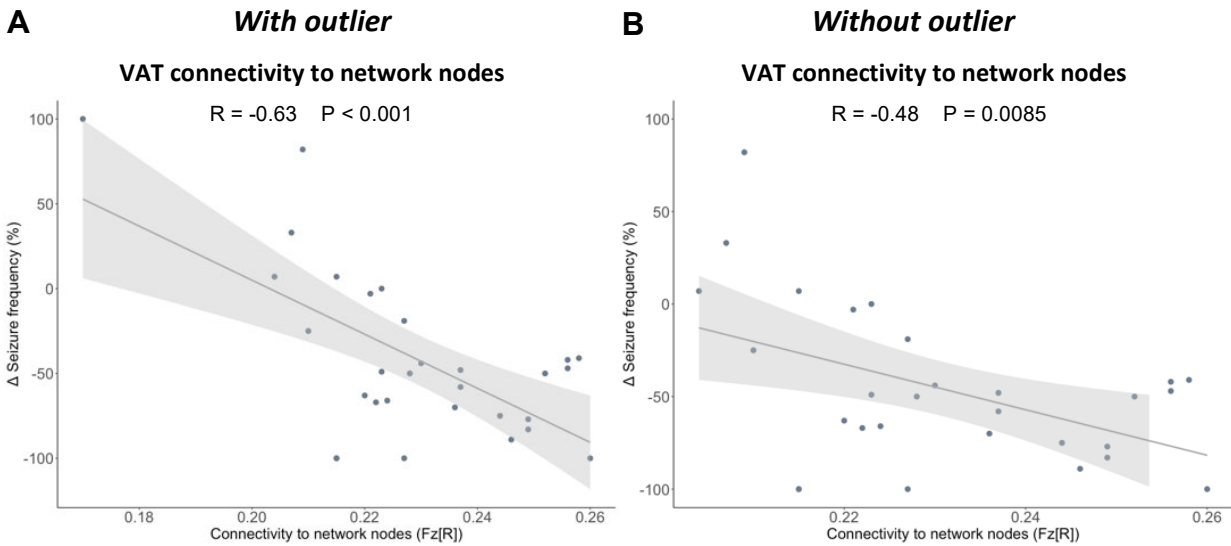 A
With outlier
VAT connectivity to network nodes
R = -0.63 P < 0.001
Δ Seizure frequency (%)
100
50
0
-50
-100
0.18
0.20
0.22
0.24
0.26
Connectivity to network nodes (Fz[R])
B
Without outlier
VAT connectivity to network nodes
R = -0.48 P = 0.0085
Δ Seizure frequency (%)
100
50
0
-50
-100
0.22
0.24
0.26
Connectivity to network nodes (Fz[R])